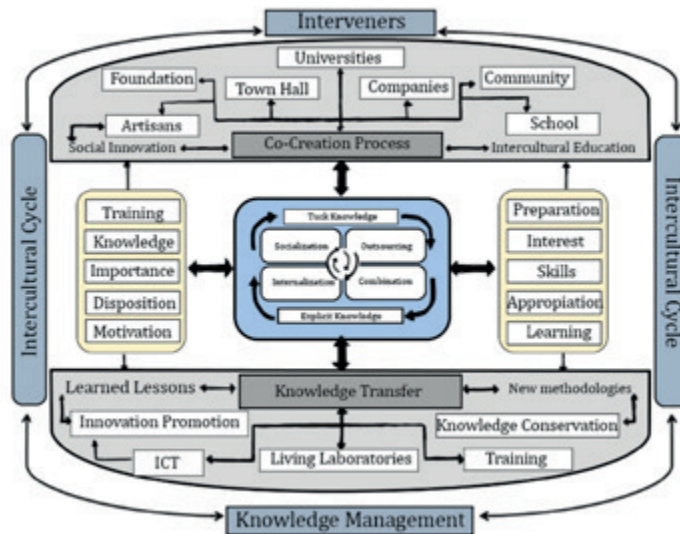 Interveners
Universities
Foundation
Community
Town Hall
Companies
Artisans
School
Social Innovation
Co-Creation Process
Intercultural Education
Intercultural Cycle
Training
Knowledge
Importance
Disposition
Motivation
Tuck Knowledge
Socialization
Outsourcing
Internalization
Combination
Explicit Knowledge
Preparation
Interest
Skills
Appropiation
Learning
Intercultural Cycle
Learned Lessons
Knowledge Transfer
New methodologies
Innovation Promotion
Knowledge Conservation
ICT
Living Laboratories
Training
Knowledge Management